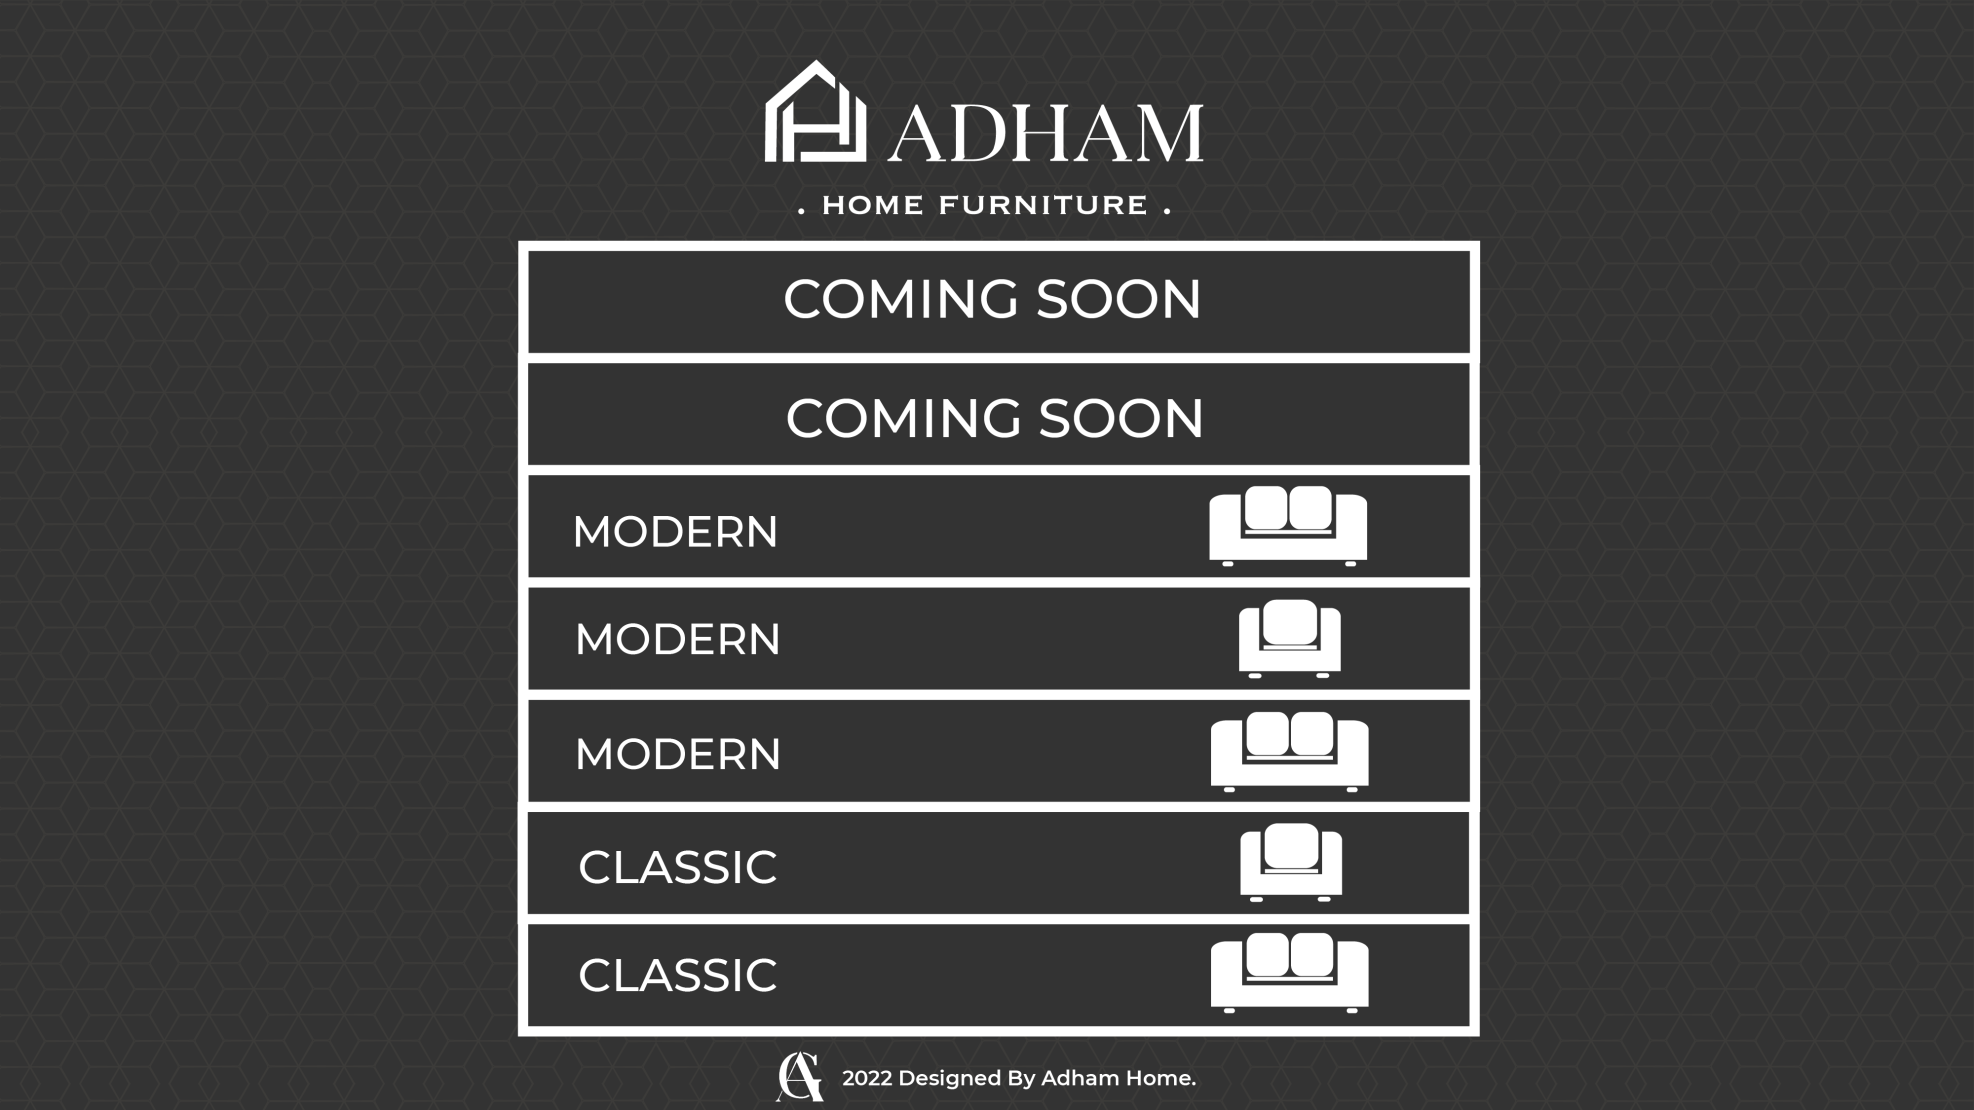 ADHAM
. HOME FURNITURE .
COMING SOON
COMING SOON
MODERN
MODERN
MODERN
CLASSIC
CLASSIC
2022 Designed By Adham Home.